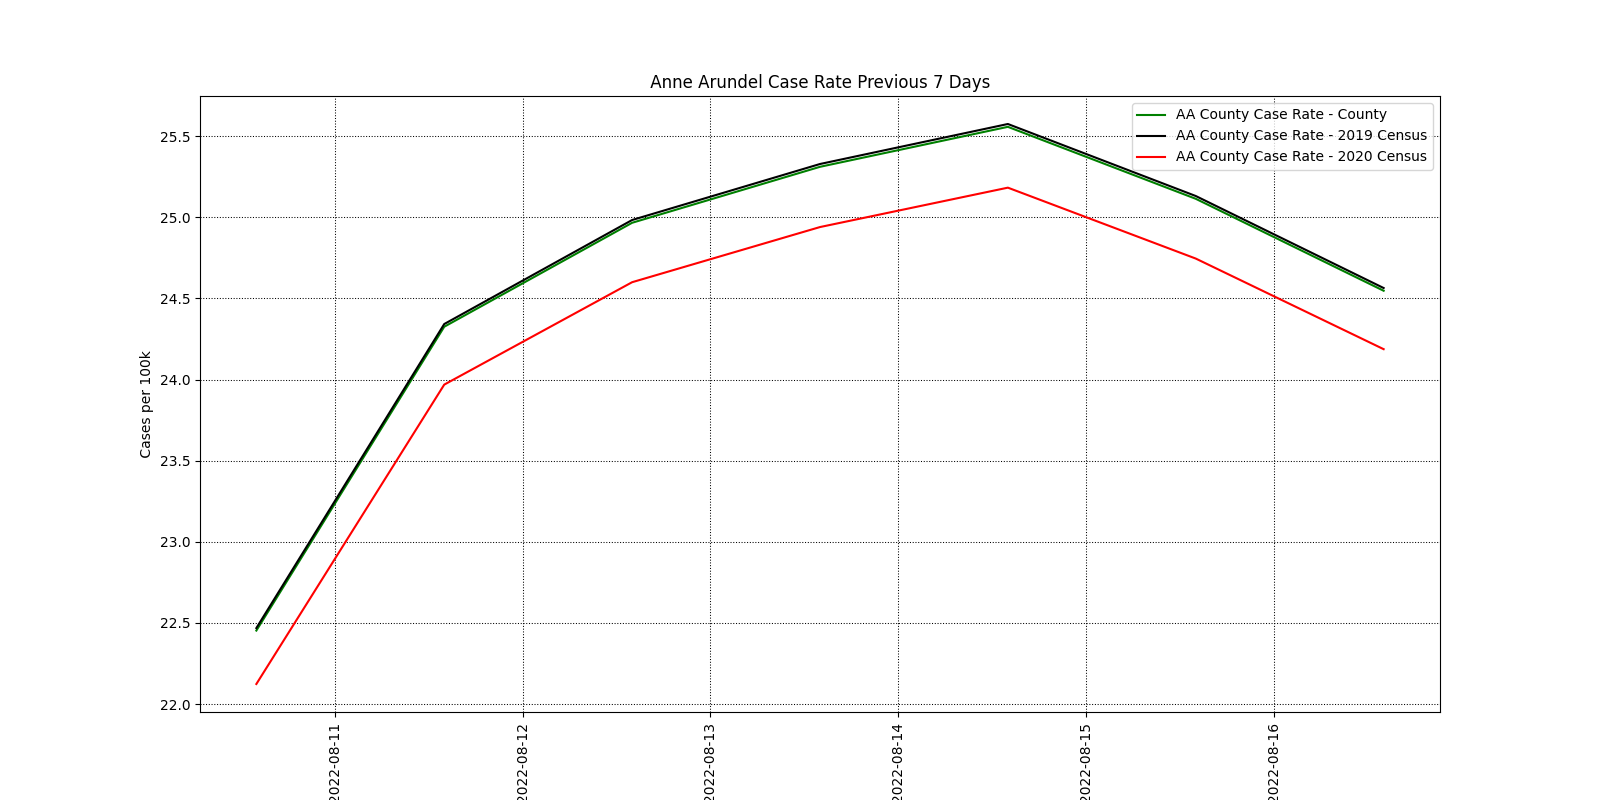 Anne Arundel Case Rate Previous 7 Days
AA County Case Rate - County
AA County Case Rate - 2019 Census
AA County Case Rate - 2020 Census
Cases per 100k
25.5
25.0
24.5
24.0
23.5
23.0
22.5
22.0
2022-08-11
2022-08-12
2022-08-13
2022-08-14
2022-08-15
2022-08-16